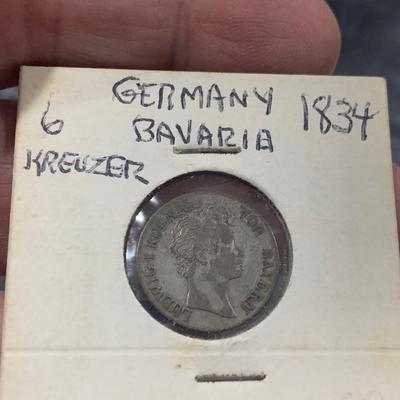 GERMANY 1834
6 BAVARIA
KREUZER
LUDWIG I KOENIG VON BAYERN